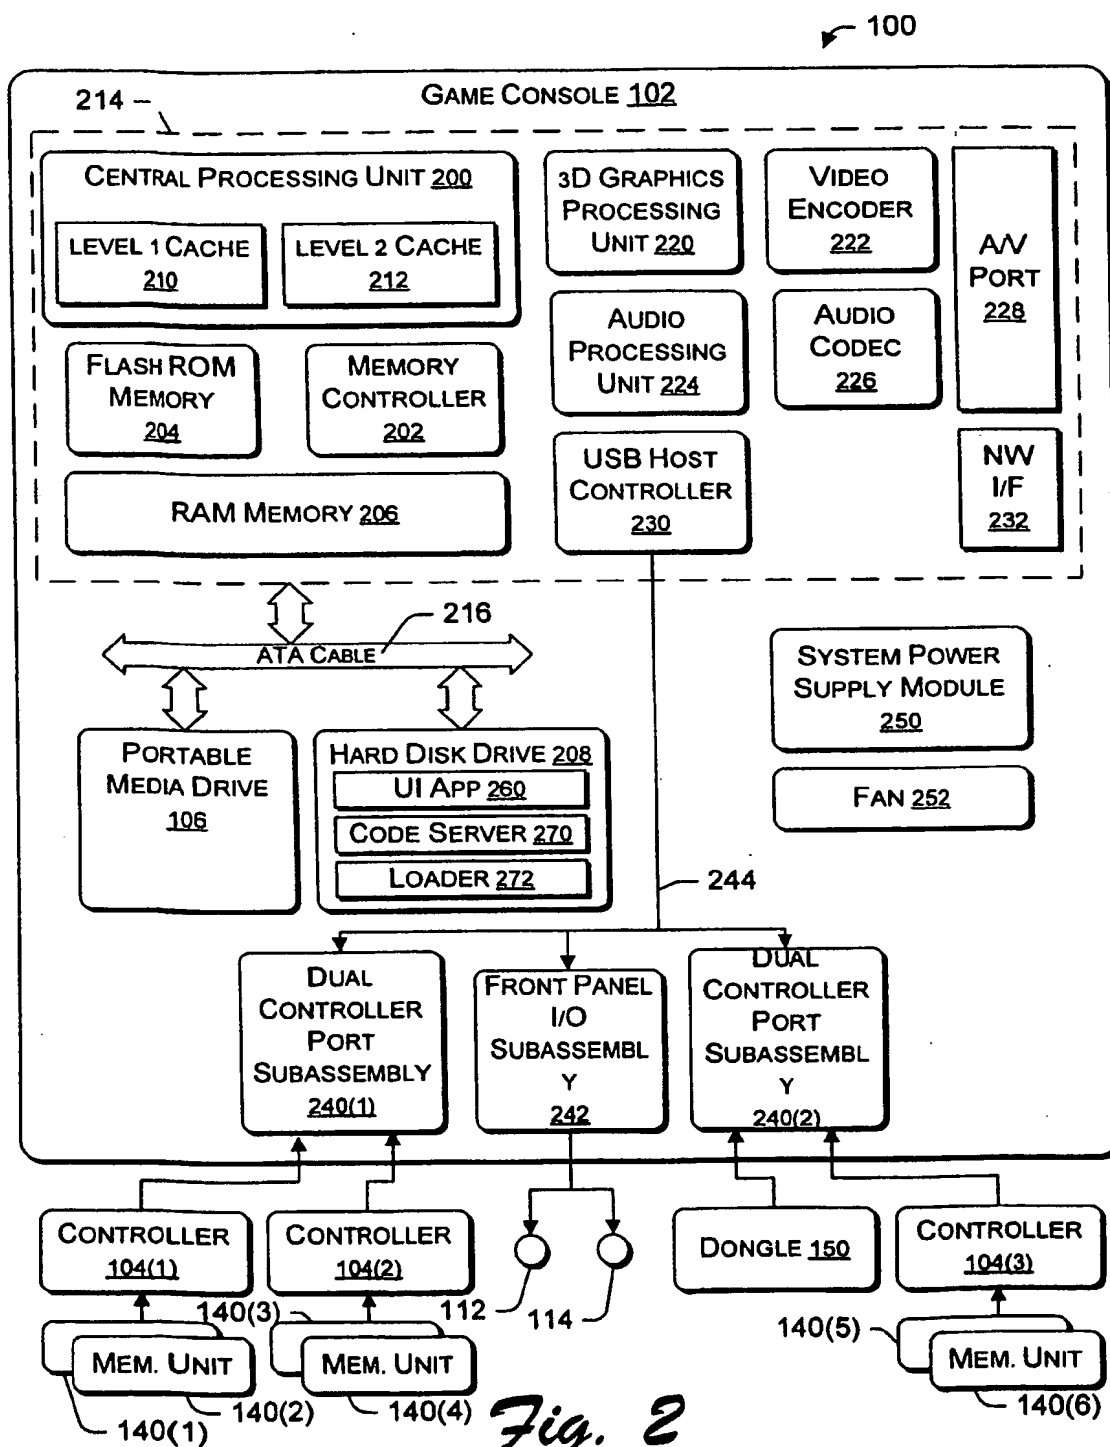 100
GAME CONSOLE 102
214
CENTRAL PROCESSING UNIT 200
LEVEL 1 CACHE
210
LEVEL 2 CACHE
212
3D GRAPHICS
PROCESSING
UNIT 220
VIDEO
ENCODER
222
A/V
PORT
228
FLASH ROM
MEMORY
204
MEMORY
CONTROLLER
202
AUDIO
PROCESSING
UNIT 224
AUDIO
CODEC
226
RAM MEMORY 206
USB HOST
CONTROLLER
230
NW
I/F
232
216
ATA CABLE
SYSTEM POWER
SUPPLY MODULE
250
PORTABLE
MEDIA DRIVE
106
HARD DISK DRIVE 208
UI APP 260
CODE SERVER 270
LOADER 272
FAN 252
244
DUAL
CONTROLLER
PORT
SUBASSEMBLY
240(1)
FRONT PANEL
I/O
SUBASSEMBL
Y
242
DUAL
CONTROLLER
PORT
SUBASSEMBL
Y
240(2)
CONTROLLER
104(1)
CONTROLLER
104(2)
DONGLE 150
CONTROLLER
104(3)
112
114
140(3)
140(5)
MEM. UNIT
MEM. UNIT
MEM. UNIT
140(1)
140(2)
140(4)
140(6)
Fig. 2